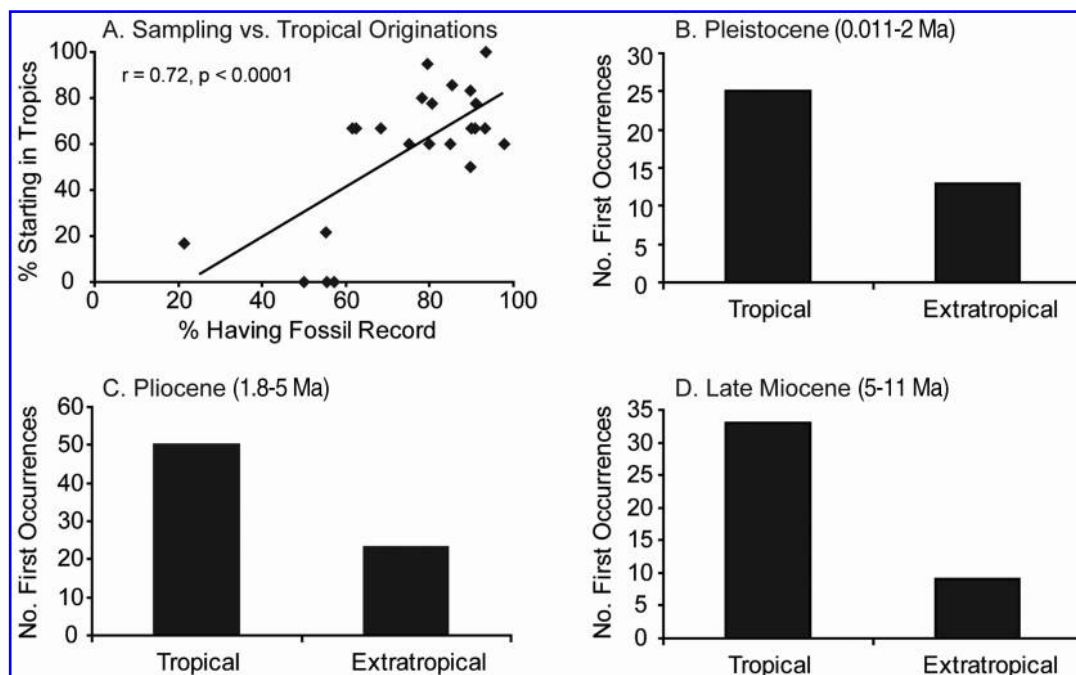 A. Sampling vs. Tropical Originations
% Starting in Tropics
100
80
60
40
20
0
r = 0.72, p < 0.0001
0 20 40 60 80 100
% Having Fossil Record
B. Pleistocene (0.011-2 Ma)
No. First Occurrences
30
25
20
15
10
5
0
Tropical Extratropical
C. Pliocene (1.8-5 Ma)
No. First Occurrences
60
50
40
30
20
10
0
Tropical Extratropical
D. Late Miocene (5-11 Ma)
No. First Occurrences
35
30
25
20
15
10
5
0
Tropical Extratropical